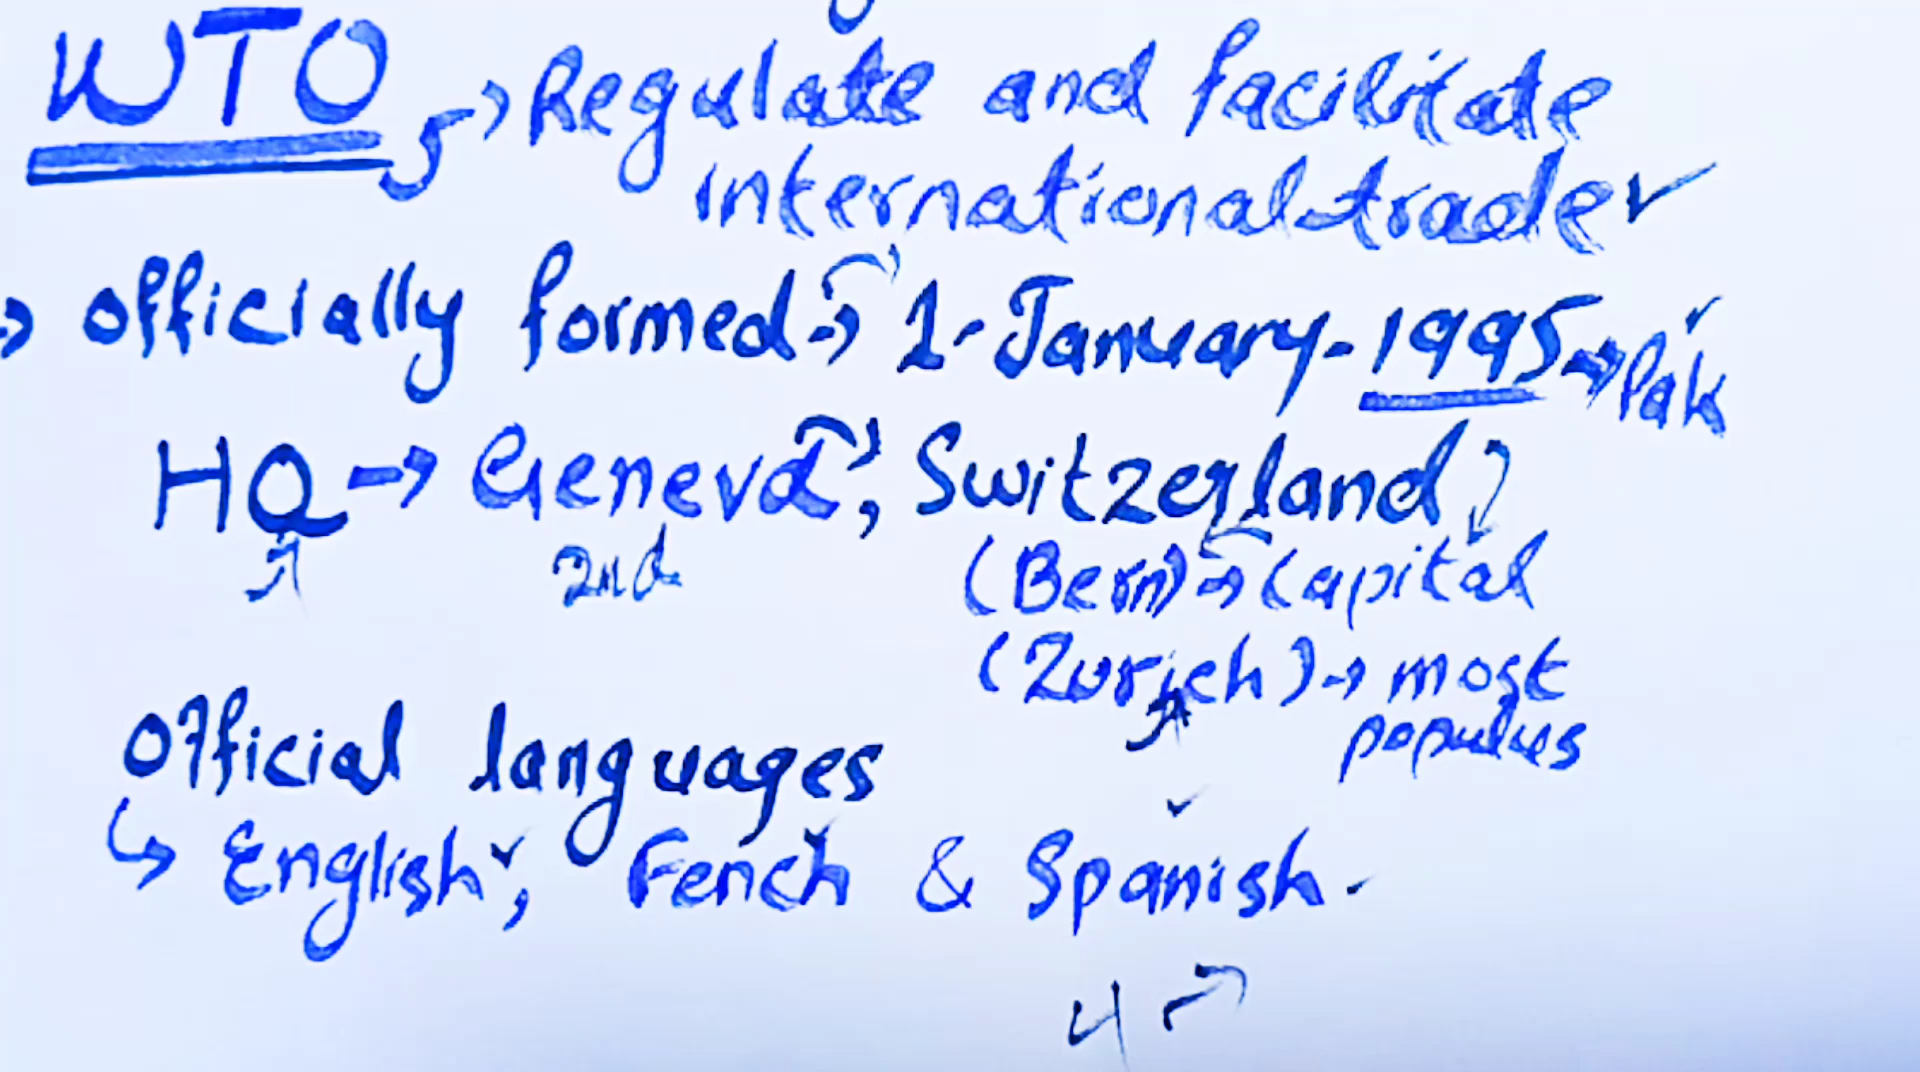 WTO
→ Regulate and facilitate
international trade ✓
→ Officially formed → 1-January-1995 → Pak
HQ → Geneva, Switzerland
2nd
(Bern) → Capital
(Zurich) → most
populus
Official languages
↳ English, Fench & Spanish.
4 →